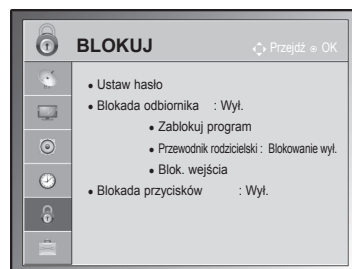 BLOKUJ
Przejdź OK
• Ustaw hasło
• Blokada odbiornika : Wył.
• Zablokuj program
• Przewodnik rodzicielski : Blokowanie wył.
• Blok. wejścia
• Blokada przycisków : Wył.